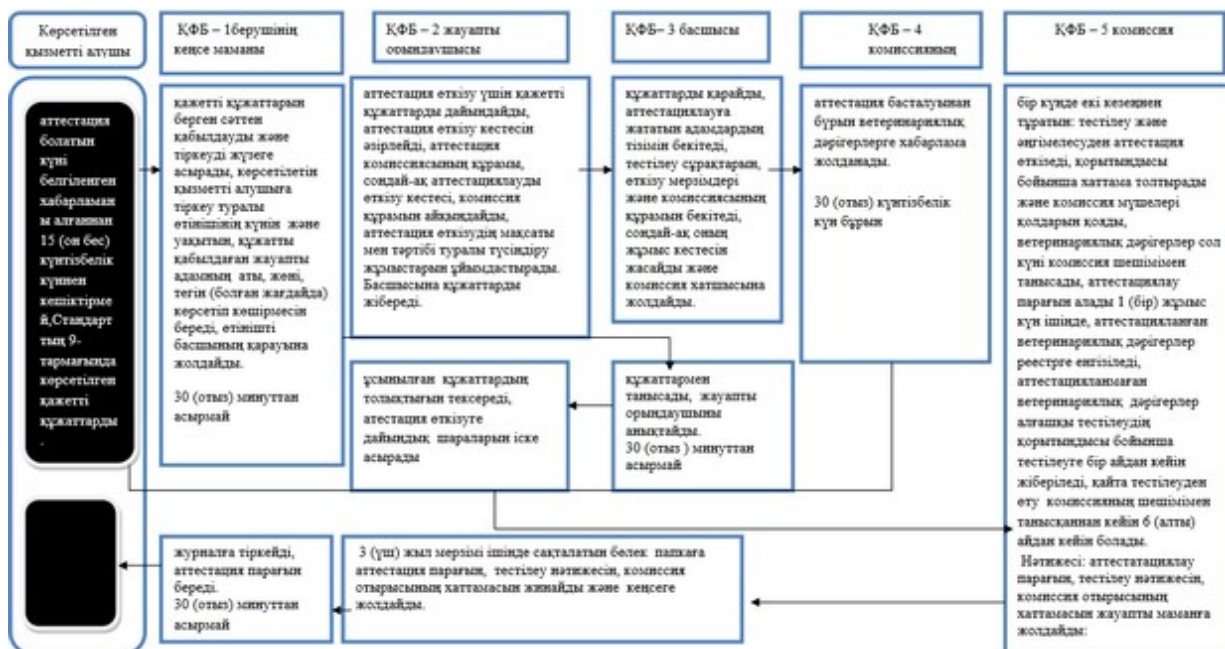 Көрсетілген
қызметті алушы
ҚФБ – 1берушінің
кеңсе маманы
ҚФБ – 2 жауапты
орындаушысы
ҚФБ– 3 басшысы
ҚФБ – 4
комиссияның
ҚФБ – 5 комиссия
аттестация
болатын
күні
белгіленген
хабарлама
ны алғаннан
15 (он бес)
күнтізбелік
күннен
кешіктірме
й,Стандарт
тың 9-
тармағында
көрсетілген
қажетті
құжаттарды
.
қажетті құжаттарын
берген сәттен
қабылдауды және
тіркеуді жүзеге
асырады, көрсетілетін
қызметті алушыға
тіркеу туралы
өтінішінің күнін және
уақытын, құжатты
қабылдаған жауапты
адамның аты, жөні,
тегін (болған жағдайда)
көрсетіп көшірмесін
береді, өтінішті
басшының қарауына
жолдайды.
30 (отыз) минуттан
асырмай
аттестация өткізу үшін қажетті
құжаттарды дайындайды,
аттестация өткізу кестесін
әзірлейді, аттестация
комиссиясының құрамы,
сондай-ақ аттестациялауды
өткізу кестесі, комиссия
құрамын айқындайды,
аттестация өткізудің мақсаты
мен тәртібі туралы түсіндіру
жұмыстарын ұйымдастырады.
Басшысына құжаттарды
жібереді.
құжаттарды қарайды,
аттестациялауға
жататын адамдардың
тізімін бекітеді,
тестілеу сұрақтарын,
өткізу мерзімдері
және комиссиясының
құрамын бекітеді,
сондай-ақ оның
жұмыс кестесін
жасайды және
комиссия хатшысына
жолдайды.
аттестация басталуынан
бұрын ветеринариялық
дәрігерлерге хабарлама
жолданады.
30 (отыз) күнтізбелік
күн бұрын
бір күнде екі кезеңнен
тұратын: тестілеу және
әңгімелесуден аттестация
өткізеді, қорытындысы
бойынша хаттама толтырады
және комиссия мүшелері
қолдарын қояды,
ветеринариялық дәрігерлер сол
күні комиссия шешімімен
танысады, аттестациялау
парағын алады 1 (бір) жұмыс
күн ішінде, аттестацияланған
ветеринариялық дәрігерлер
реестрге енгізіледі,
аттестацияланмаған
ветеринариялық дәрігерлер
алғашқы тестілеудің
қорытындысы бойынша
тестілеуге бір айдан кейін
жіберіледі, қайта тестілеуден
өту комиссияның шешімімен
танысқаннан кейін 6 (алты)
айдан кейін болады.
Нәтижесі: аттестатациялау
парағын, тестілеу нәтижесін,
комиссия отырысының
хаттамасын жауапты маманға
жолдайды:
ұсынылған құжаттардың
толықтығын тексереді,
атестация өткізуге
дайындық шараларын іске
асырады
құжаттармен
танысады, жауапты
орындаушыны
анықтайды.
30 (отыз ) минуттан
асырмай
журналға тіркейді,
аттестация парағын
береді.
30 (отыз) минуттан
асырмай
3 (үш) жыл мерзімі ішінде сақталатын бөлек папкаға
аттестация парағын, тестілеу нәтижесін, комиссия
отырысының хаттамасын жинайды және кеңсеге
жолдайды.